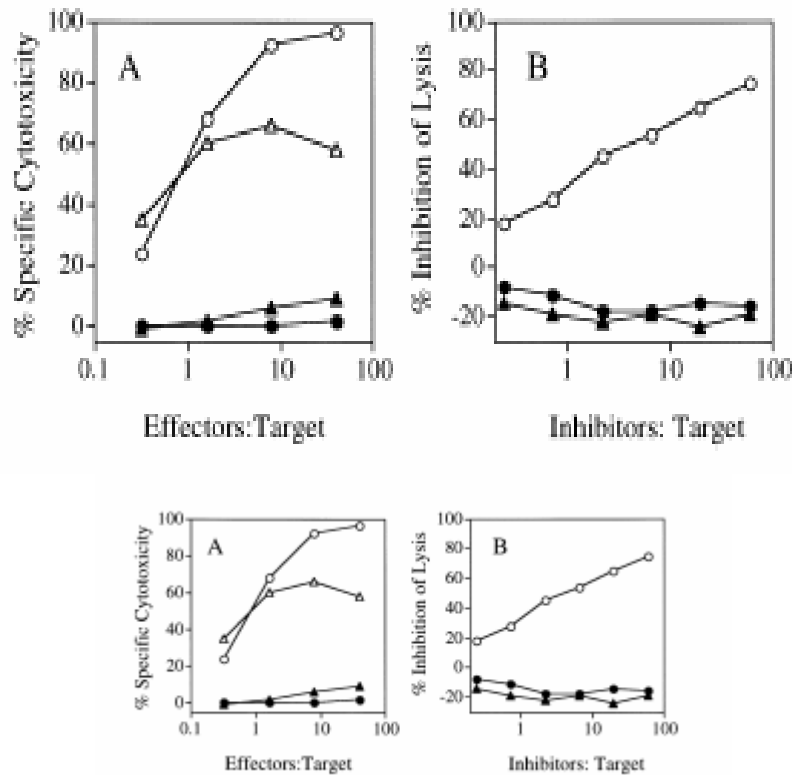 100
80
60
40
20
0
% Specific Cytotoxicity
A
0.1 1 10 100
Effectors:Target
100
80
60
40
20
0
-20
% Inhibition of Lysis
B
1 10 100
Inhibitors: Target
100
80
60
40
20
0
% Specific Cytotoxicity
A
0.1 1 10 100
Effectors:Target
100
80
60
40
20
0
-20
% Inhibition of Lysis
B
1 10 100
Inhibitors: Target